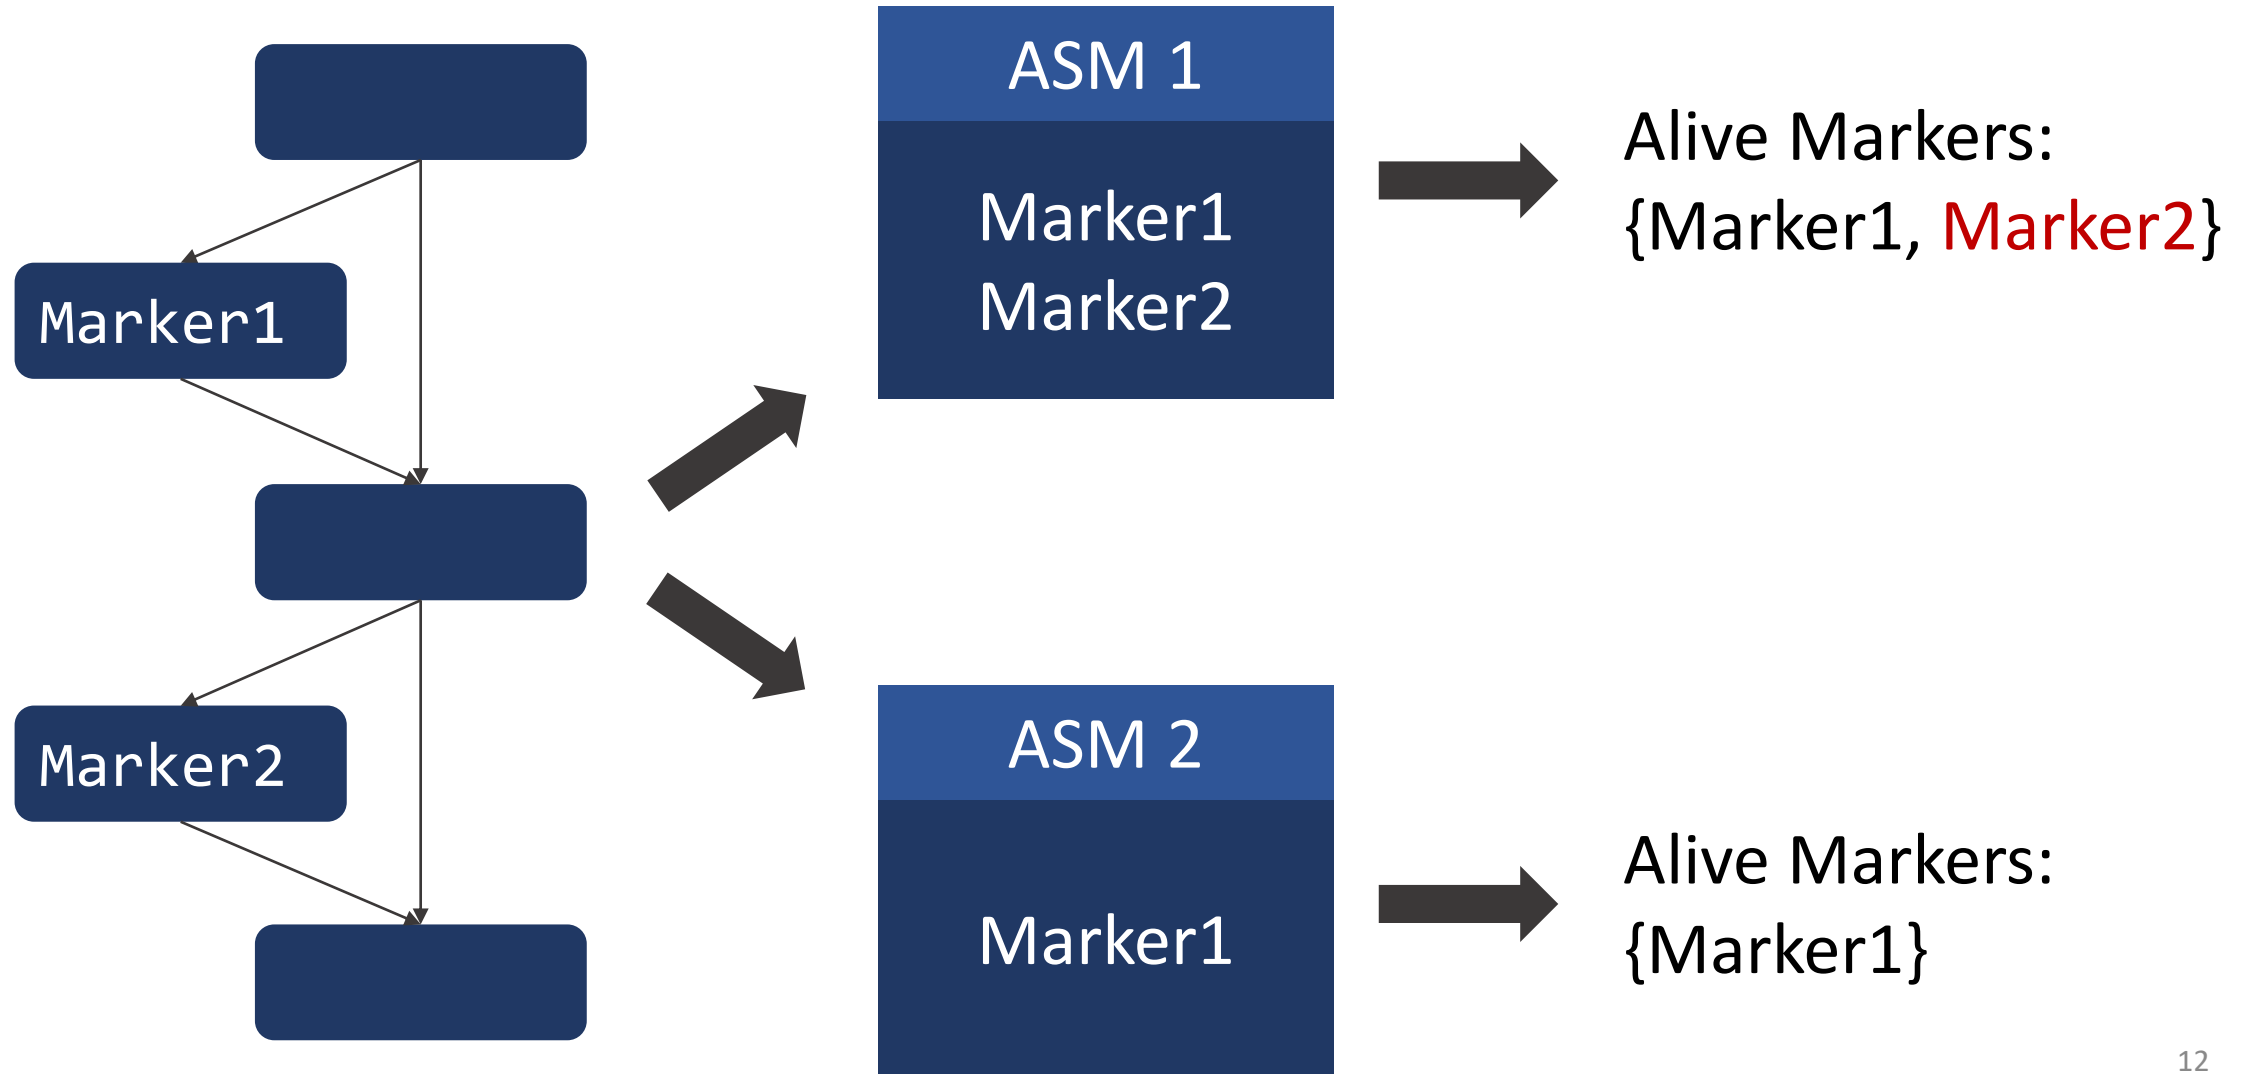 Marker1
Marker2
ASM 1
Marker1
Marker2
Alive Markers:
{Marker1, Marker2}
ASM 2
Marker1
Alive Markers:
{Marker1}
12